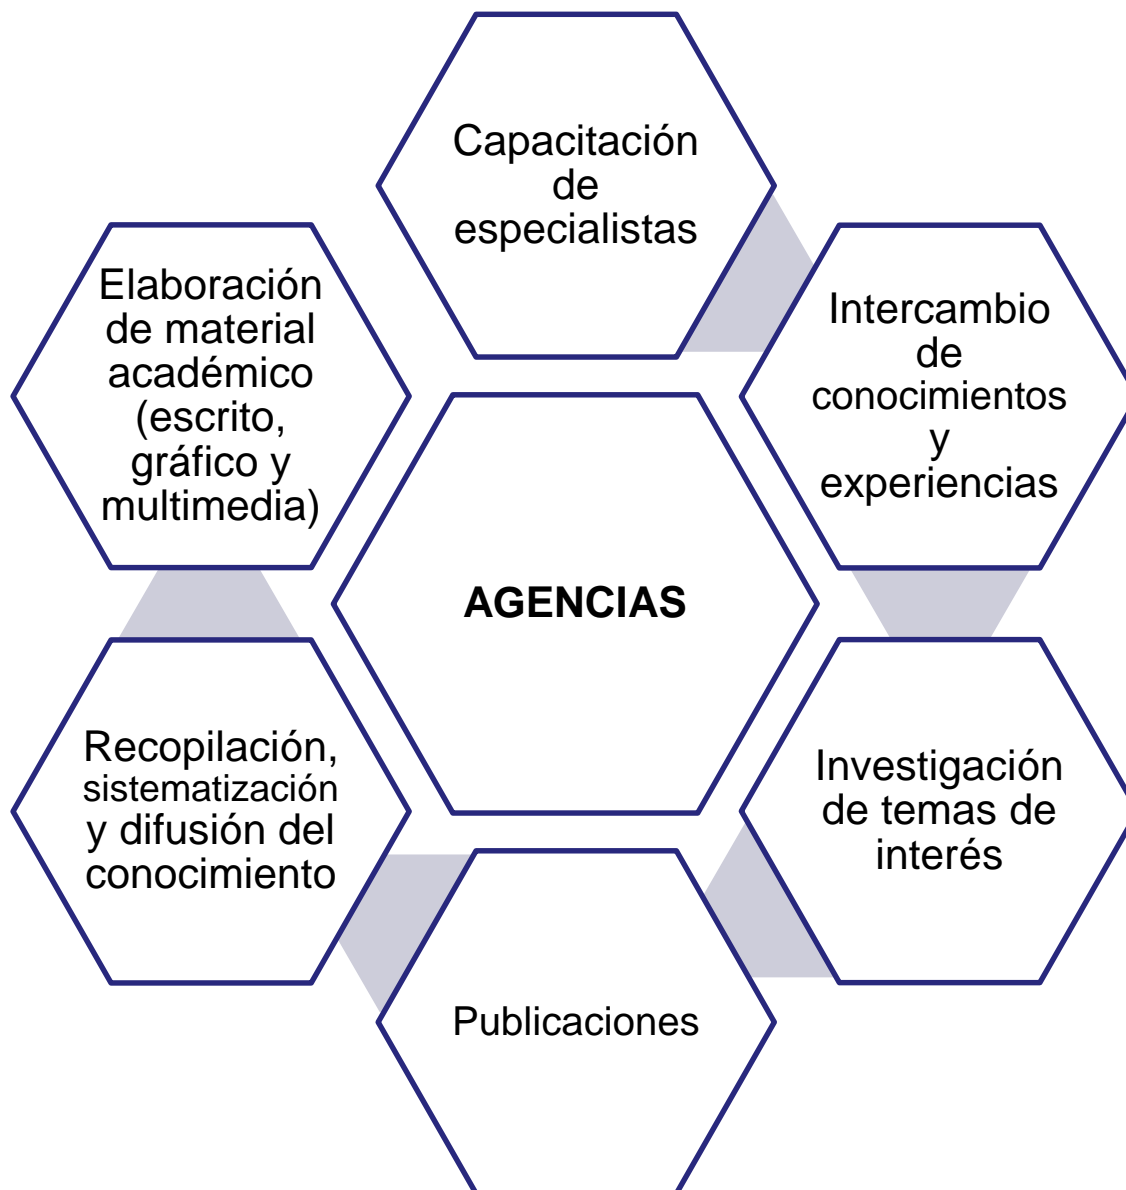 Capacitación
de
especialistas
Intercambio
de
conocimientos
y
experiencias
Investigación
de temas de
interés
Publicaciones
Recopilación,
sistematización
y difusión del
conocimiento
Elaboración
de material
académico
(escrito,
gráfico y
multimedia)
AGENCIAS